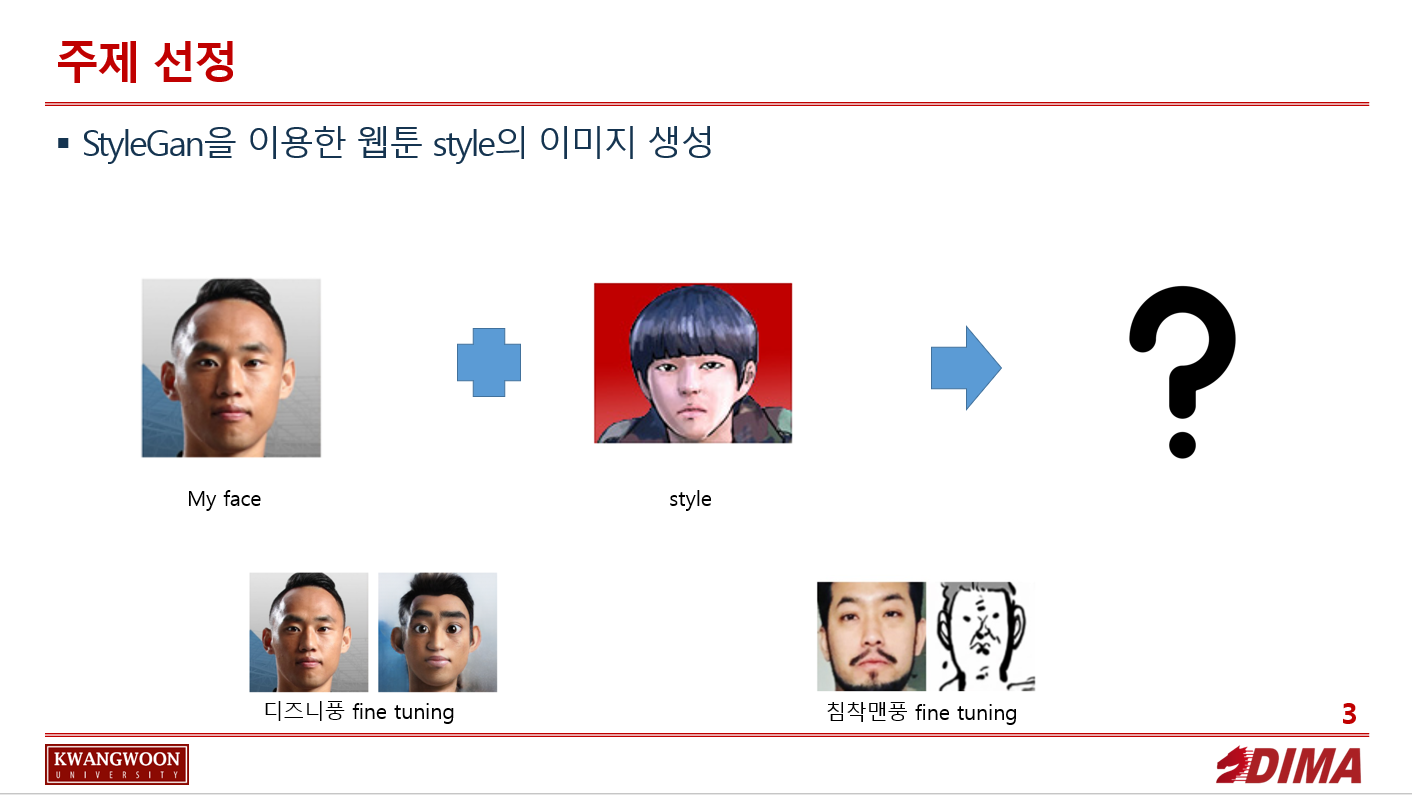 주제 선정
▪ StyleGan을 이용한 웹툰 style의 이미지 생성
My face
style
디즈니풍 fine tuning
침착맨풍 fine tuning
3
KWANGWOON
UNIVERSITY
DIMA